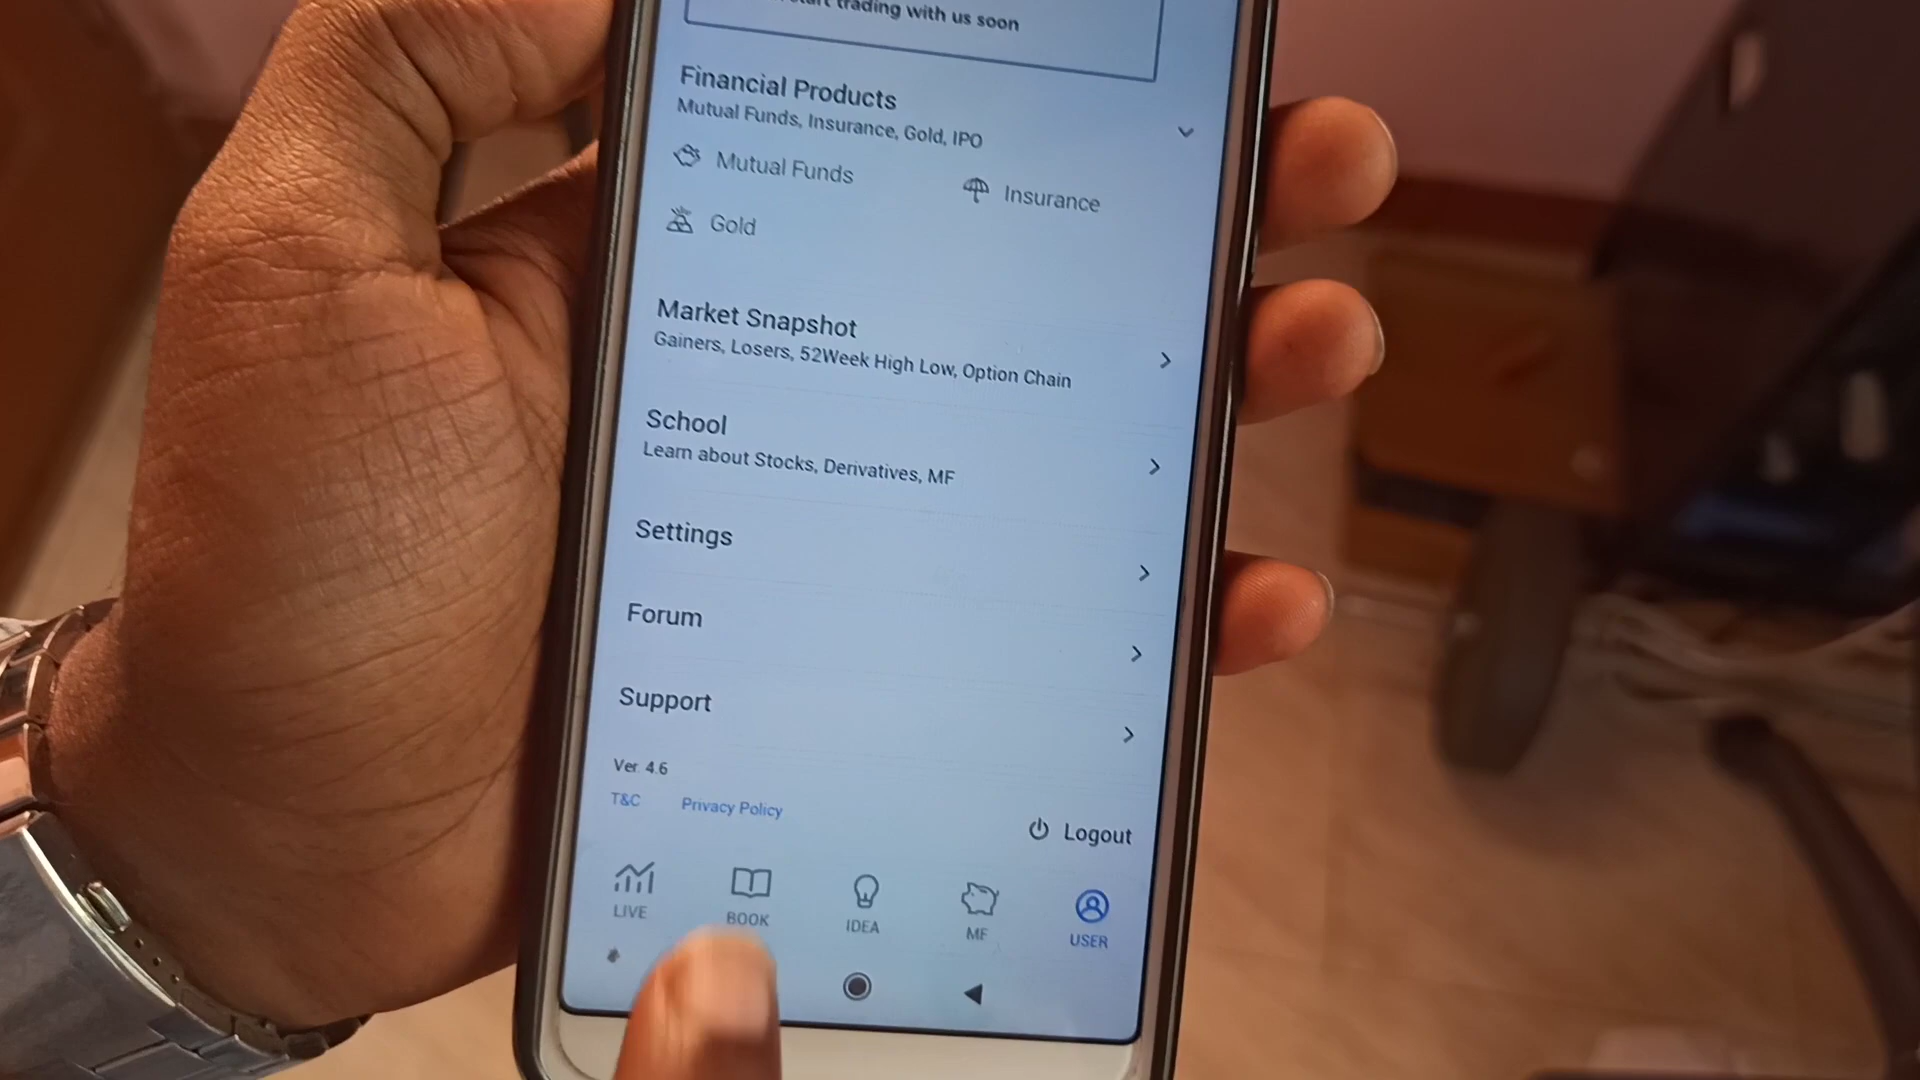 trading with us soon
Financial Products
Mutual Funds, Insurance, Gold, IPO
Mutual Funds
Insurance
Gold
Market Snapshot
Gainers, Losers, 52Week High Low, Option Chain
School
Learn about Stocks, Derivatives, MF
Settings
Forum
Support
Ver. 4.6
T&C Privacy Policy
Logout
LIVE BOOK IDEA MF USER